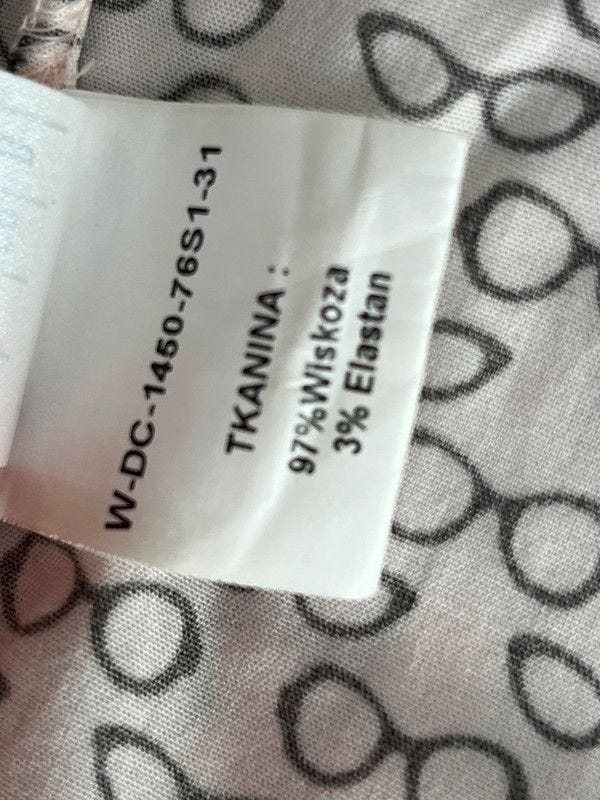 W-DC-1450-76S1-31
TKANINA :
97%Wiskoza
3% Elastan